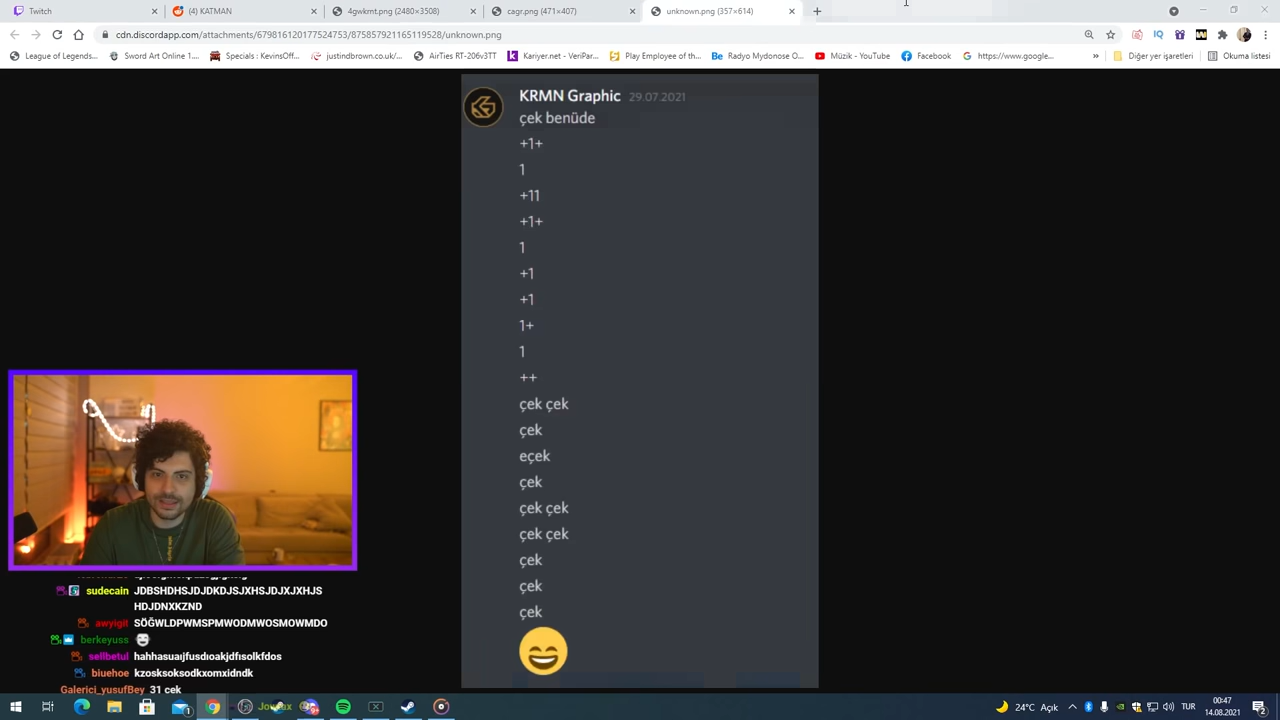 Twitch
(4) KATMAN
4gwkmt.png (2480×3508)
cagr.png (471×407)
unknown.png (357×614)
cdn.discordapp.com/attachments/679816120177524753/875857921165119528/unknown.png
League of Legends...
Sword Art Online 1...
Specials : KevinsOff...
justindbrown.co.uk/...
AirTies RT-206v3TT
Kariyer.net - VeriPar...
Play Employee of the...
Radyo Mydonose O...
Müzik - YouTube
Facebook
https://www.google...
Diğer yer işaretleri
Okuma listesi
KRMN Graphic 29.07.2021
çek benüde
+1+
1
+11
+1+
1
+1
+1
1+
1
++
çek çek
çek
eçek
çek
çek çek
çek çek
çek
çek
çek
sudecain JDBSHDHSJDJDKDJSJXHSJDJXJXHJS
HDJDNXKZND
awyigit SÖĞWLDPWMSPMWODMWOSMOWMDO
berkeyuss
sellbetul hahhasuaıjfusdıoakjdfısolkfdos
bluehoe kzosksoksodkxomxidndk
Galerici_yusufBey 31 cek
24°C Açık
TUR
00:47
14.08.2021